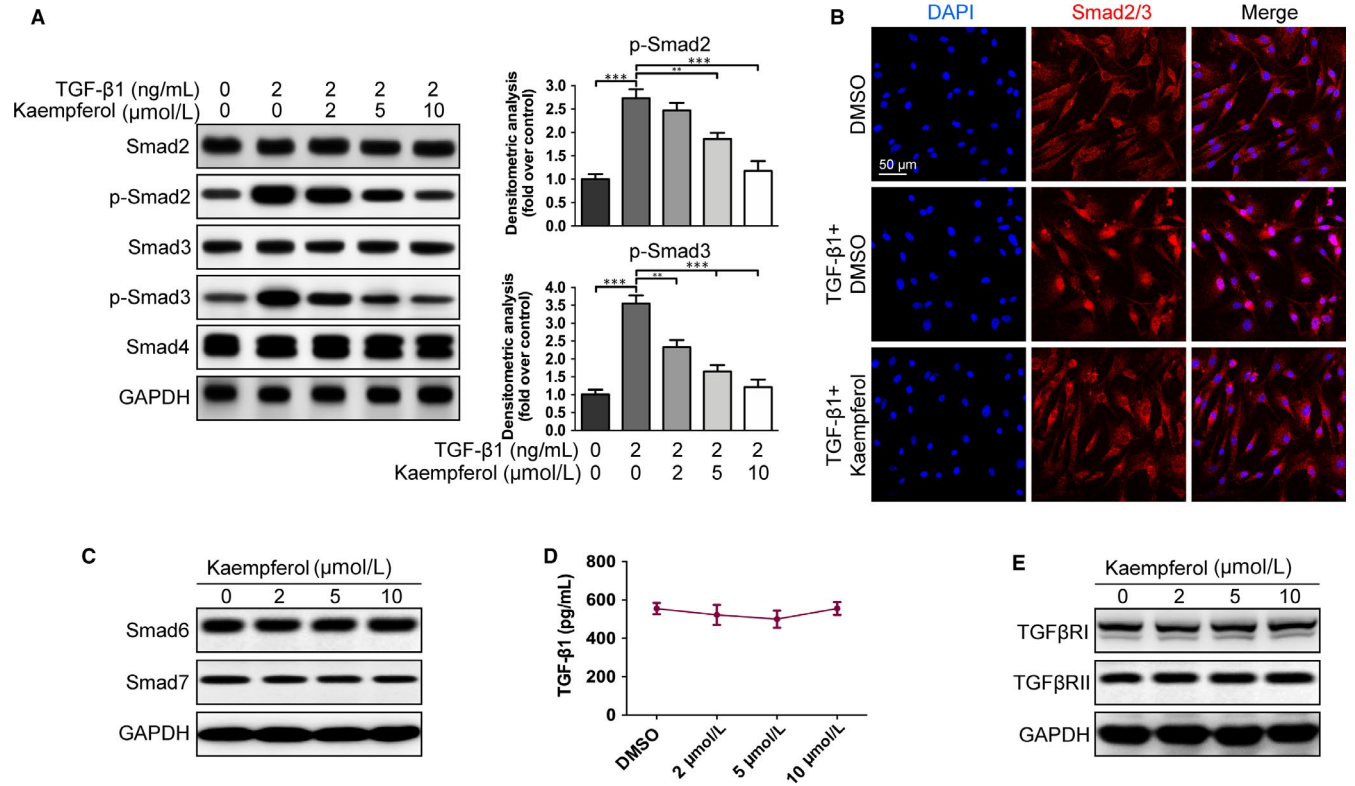 A
TGF-β1 (ng/mL) 0 2 2 2 2
Kaempferol (µmol/L) 0 0 2 5 10
Smad2
p-Smad2
Smad3
p-Smad3
Smad4
GAPDH
p-Smad2
Densitometric analysis
(fold over control)
3.0
2.5
2.0
1.5
1.0
0.5
0.0
***
**
***
p-Smad3
Densitometric analysis
(fold over control)
4.0
3.5
3.0
2.5
2.0
1.5
1.0
0.5
0.0
***
**
***
TGF-β1 (ng/mL) 0 2 2 2 2
Kaempferol (µmol/L) 0 0 2 5 10
B
DAPI Smad2/3 Merge
DMSO
50 µm
TGF-β1+
DMSO
TGF-β1+
Kaempferol
C
Kaempferol (µmol/L)
0 2 5 10
Smad6
Smad7
GAPDH
D
TGF-β1 (pg/mL)
800
600
400
200
0
DMSO
2 µmol/L
5 µmol/L
10 µmol/L
E
Kaempferol (µmol/L)
0 2 5 10
TGFβRI
TGFβRII
GAPDH